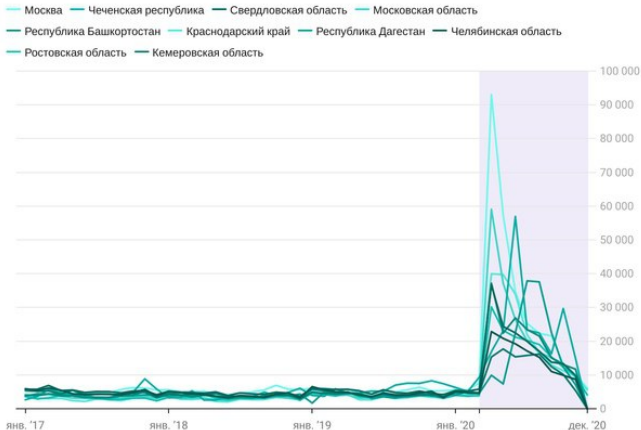 Москва Чеченская республика Свердловская область Московская область
Республика Башкортостан Краснодарский край Республика Дагестан Челябинская область
Ростовская область Кемеровская область
100 000
90 000
80 000
70 000
60 000
50 000
40 000
30 000
20 000
10 000
0
янв. '17 янв. '18 янв. '19 янв. '20 дек. '20